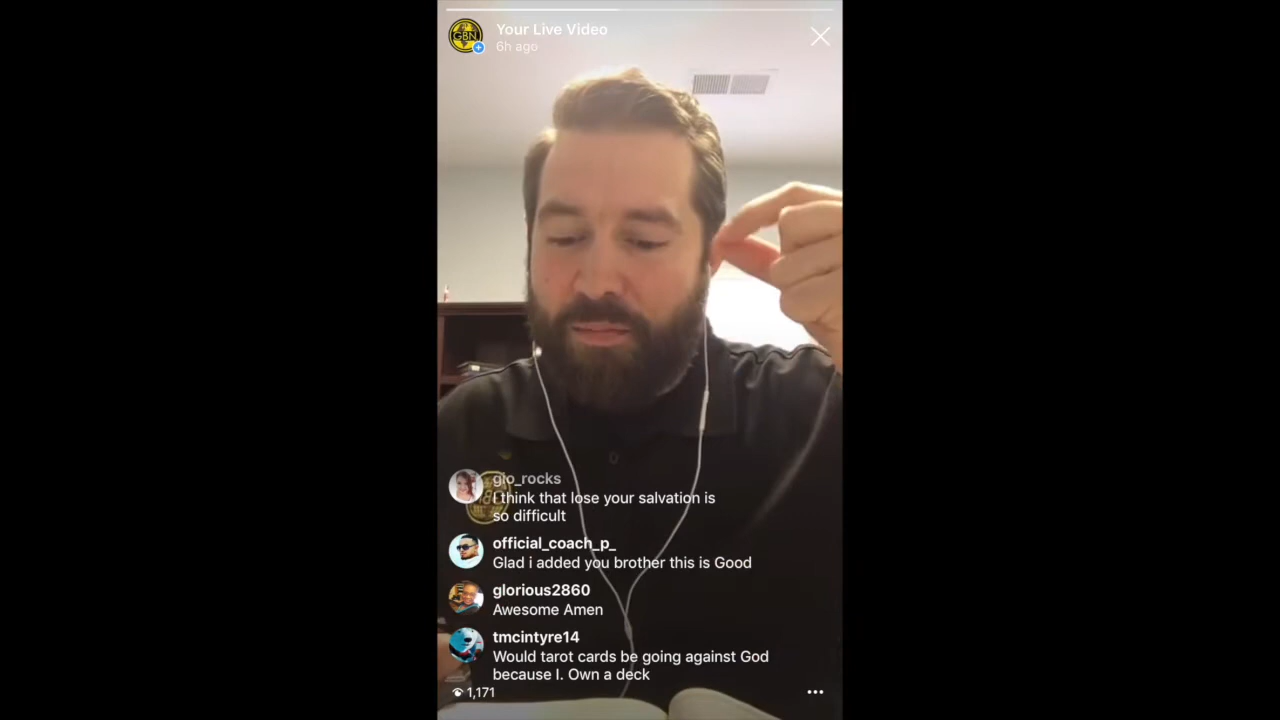 GBN
Your Live Video
6h ago
gio_rocks
I think that lose your salvation is
so difficult
official_coach_p_
Glad i added you brother this is Good
glorious2860
Awesome Amen
tmcintyre14
Would tarot cards be going against God
because I. Own a deck
1,171